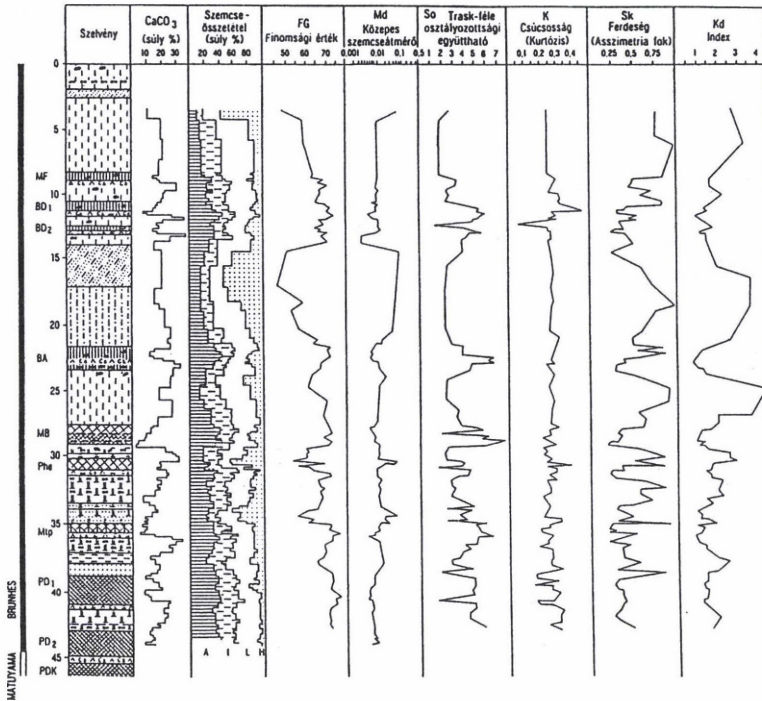 Szelvény
CaCO3
(súly %)
10 20 30
Szemcse-
összetétel
(súly %)
20 40 60 80
FG
Finomsági érték
50 60 70 80
Md
Közepes
szemcseátmérő
0.001 0.01 0.1
So Trask-féle
osztályozottsági
együttható
0.5 1 2 3 4 5 6 7
K
Csúcsosság
(Kurtózis)
0.1 0.2 0.3 0.4
Sk
Ferdeség
(Asszimetria fok)
0.25 0.5 0.75
Kd
Index
1 2 3 4
0
5
MF
10
BD1
BD2
15
20
BA
25
MB
30
Phe
35
Mtp
PD1
40
PD2
45
PDK
A I L H
BRUNHES
MATUYAMA